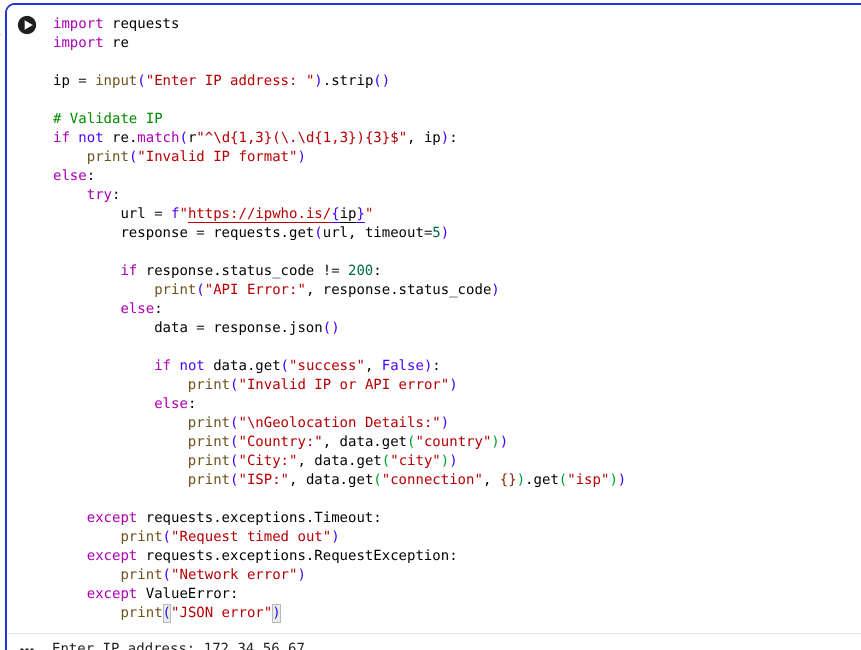 import requests
import re

ip = input("Enter IP address: ").strip()

# Validate IP
if not re.match(r"^\d{1,3}(\.\d{1,3}){3}$", ip):
    print("Invalid IP format")
else:
    try:
        url = f"https://ipwho.is/{ip}"
        response = requests.get(url, timeout=5)

        if response.status_code != 200:
            print("API Error:", response.status_code)
        else:
            data = response.json()

            if not data.get("success", False):
                print("Invalid IP or API error")
            else:
                print("\nGeolocation Details:")
                print("Country:", data.get("country"))
                print("City:", data.get("city"))
                print("ISP:", data.get("connection", {}).get("isp"))

    except requests.exceptions.Timeout:
        print("Request timed out")
    except requests.exceptions.RequestException:
        print("Network error")
    except ValueError:
        print("JSON error")
Enter IP address: 172.34.56.67